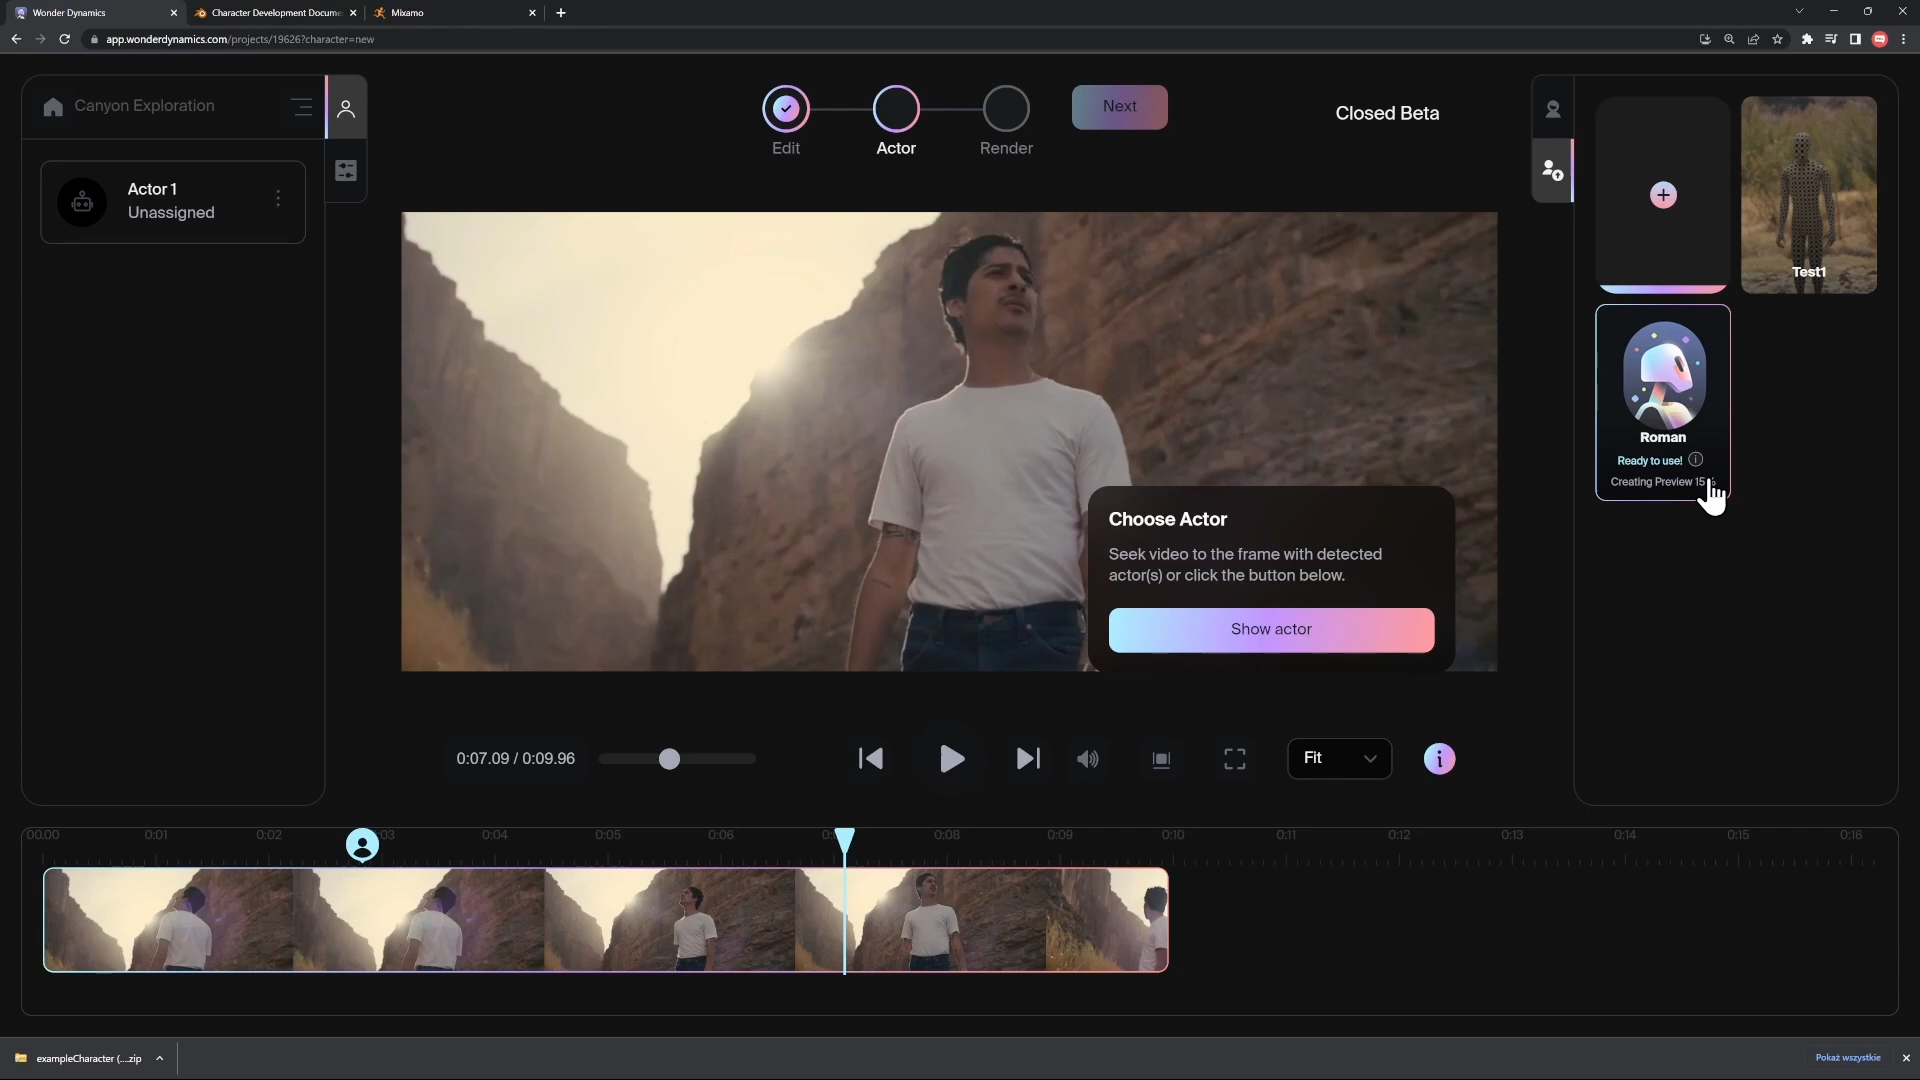 Wonder Dynamics
Character Development Docume
Mixamo
app.wonderdynamics.com/projects/19626?character=new
Canyon Exploration
Edit
Actor
Render
Next
Closed Beta
Actor 1
Unassigned
Test1
Roman
Ready to use!
Creating Preview 15
Choose Actor
Seek video to the frame with detected
actor(s) or click the button below.
Show actor
0:07.09 / 0:09.96
Fit
00.00 0:01 0:02 :03 0:04 0:05 0:06 0: 0:08 0:09 0:10 0:11 0:12 0:13 0:14 0:15 0:16
exampleCharacter (....zip
Pokaż wszystkie